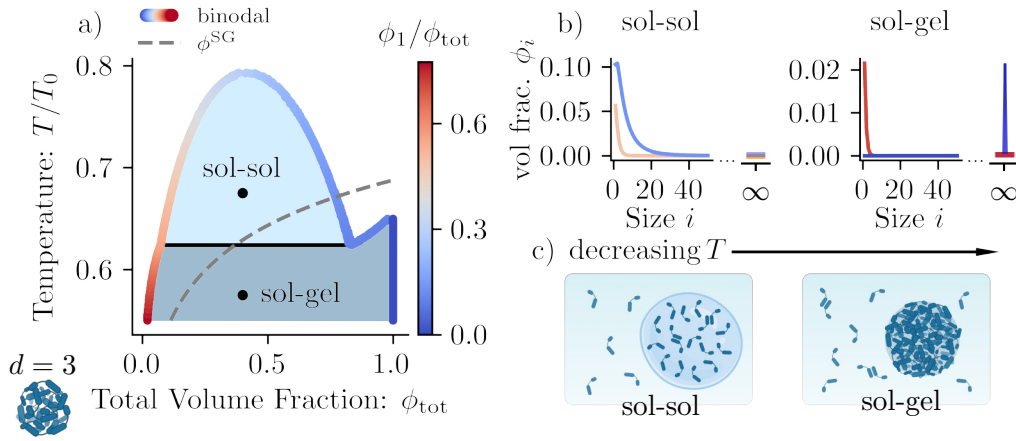 a)
binodal
ϕ^SG
ϕ₁/ϕ_tot
Temperature: T/T₀
0.8
0.7
0.6
sol-sol
sol-gel
0.6
0.3
0.0
0.0
0.5
1.0
Total Volume Fraction: ϕ_tot
d = 3
b)
sol-sol
sol-gel
vol frac. ϕ_i
0.10
0.05
0.00
0 20 40 ... ∞
Size i
0.02
0.01
0.00
0 20 40 ... ∞
Size i
c) decreasing T
sol-sol
sol-gel